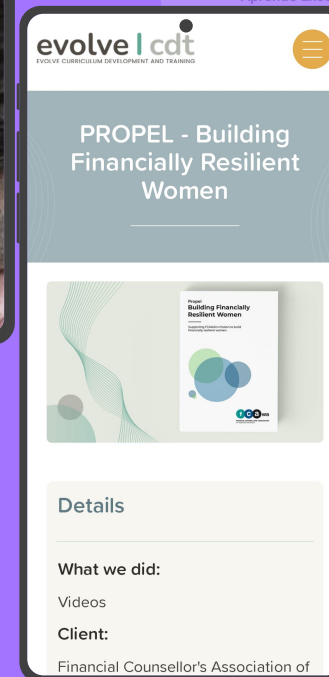 evolve | cdt
EVOLVE CURRICULUM DEVELOPMENT AND TRAINING
PROPEL - Building
Financially Resilient
Women
Propel
Building Financially
Resilient Women
fcawa
Details
What we did:
Videos
Client:
Financial Counsellor's Association of